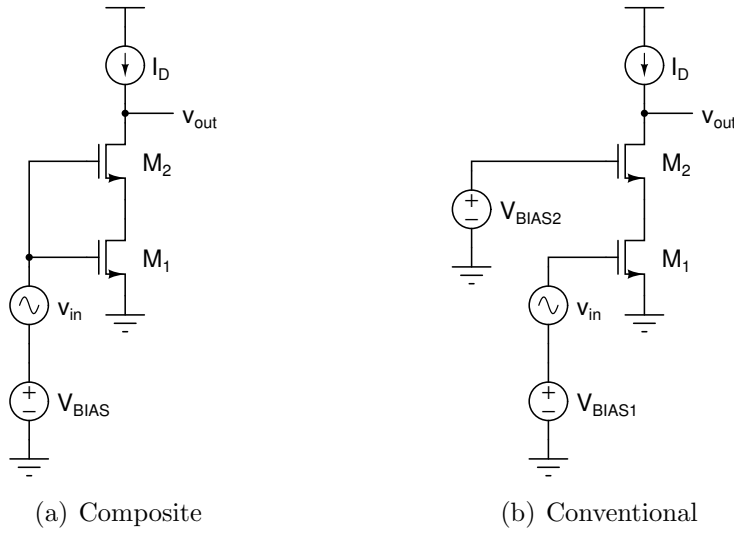 I_D
v_out
M_2
M_1
v_in
V_BIAS
(a) Composite
I_D
v_out
M_2
V_BIAS2
M_1
v_in
V_BIAS1
(b) Conventional